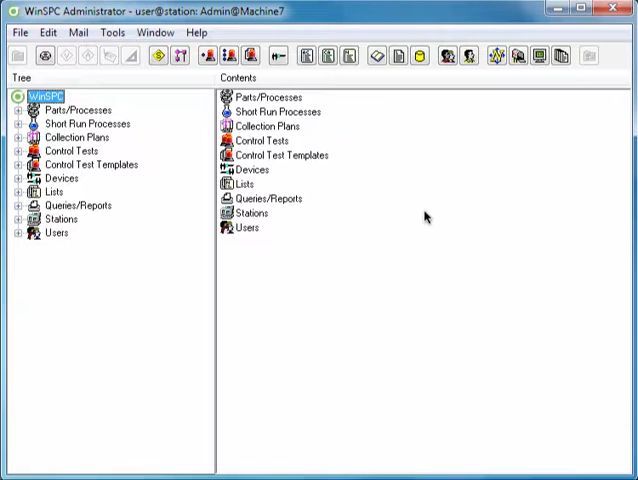 WinSPC Administrator - user@station: Admin@Machine7
File Edit Mail Tools Window Help
Tree
Contents
WinSPC
Parts/Processes
Short Run Processes
Collection Plans
Control Tests
Control Test Templates
Devices
Lists
Queries/Reports
Stations
Users
Parts/Processes
Short Run Processes
Collection Plans
Control Tests
Control Test Templates
Devices
Lists
Queries/Reports
Stations
Users